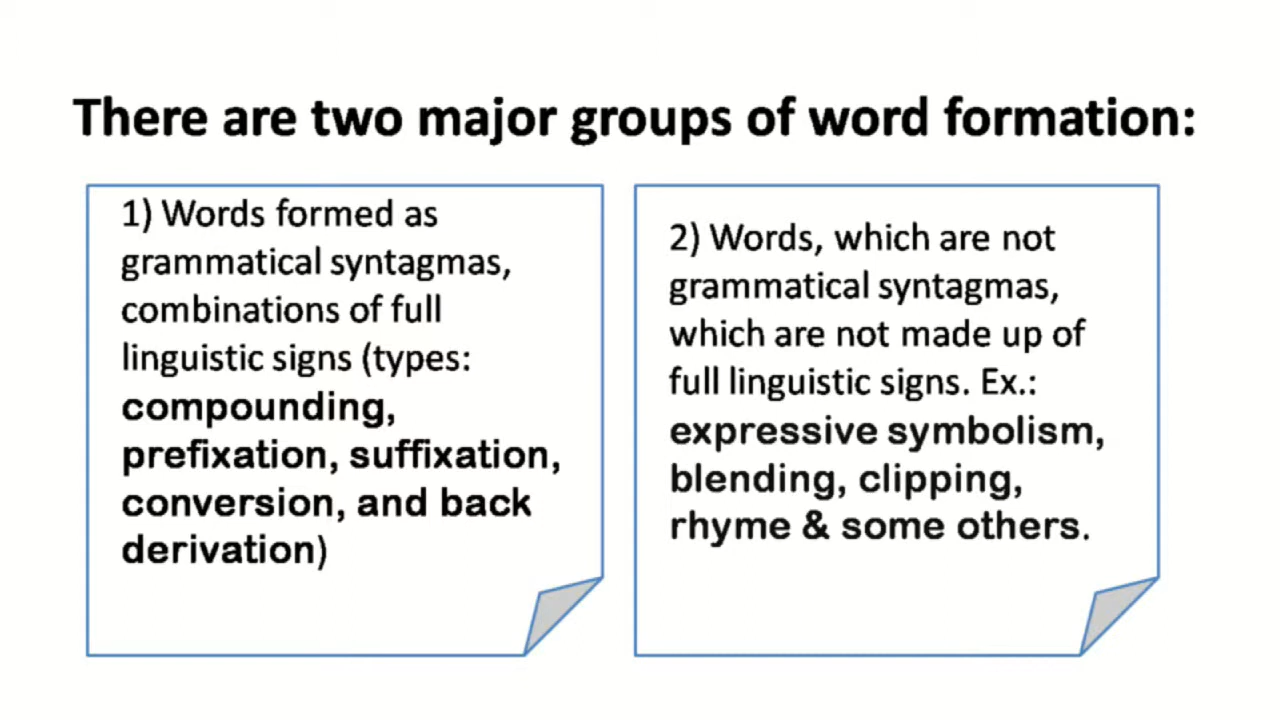 There are two major groups of word formation:
1) Words formed as
grammatical syntagmas,
combinations of full
linguistic signs (types:
compounding,
prefixation, suffixation,
conversion, and back
derivation)
2) Words, which are not
grammatical syntagmas,
which are not made up of
full linguistic signs. Ex.:
expressive symbolism,
blending, clipping,
rhyme & some others.